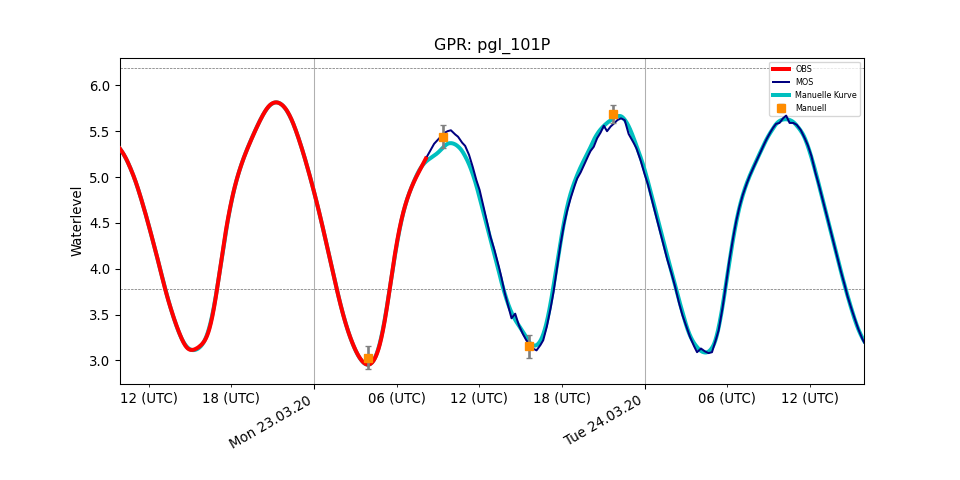 GPR: pgl_101P
OBS
MOS
Manuelle Kurve
Manuell
Waterlevel
6.0
5.5
5.0
4.5
4.0
3.5
3.0
12 (UTC)
18 (UTC)
Mon 23.03.20
06 (UTC)
12 (UTC)
18 (UTC)
Tue 24.03.20
06 (UTC)
12 (UTC)